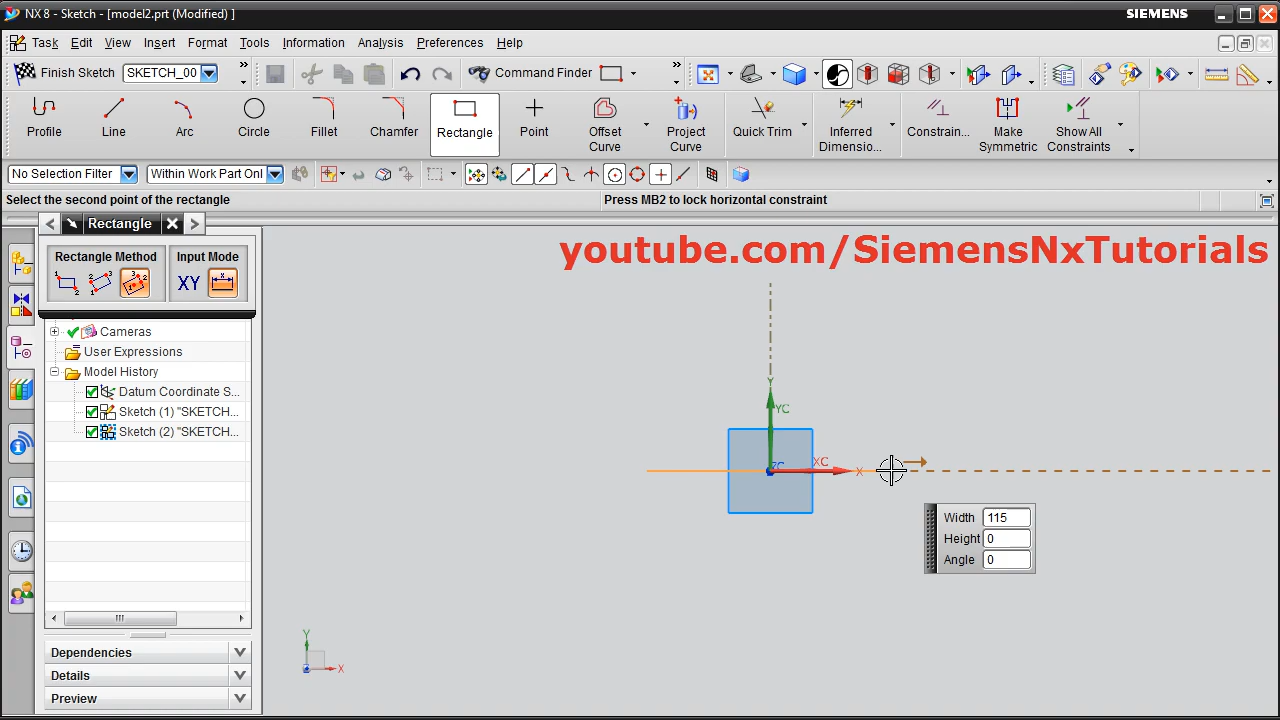 NX 8 - Sketch - [model2.prt (Modified) ]
SIEMENS
Task Edit View Insert Format Tools Information Analysis Preferences Help
Finish Sketch SKETCH_00 Command Finder
Profile Line Arc Circle Fillet Chamfer Rectangle Point Offset Curve Project Curve Quick Trim Inferred Dimensio... Constrain... Make Symmetric Show All Constraints
No Selection Filter Within Work Part Onl
Select the second point of the rectangle Press MB2 to lock horizontal constraint
Rectangle
youtube.com/SiemensNxTutorials
Rectangle Method Input Mode
XY
Cameras
User Expressions
Model History
Datum Coordinate S...
Sketch (1) "SKETCH...
Sketch (2) "SKETCH...
Y
YC
ZC
XC
X
Width 115
Height 0
Angle 0
Y
X
Dependencies
Details
Preview